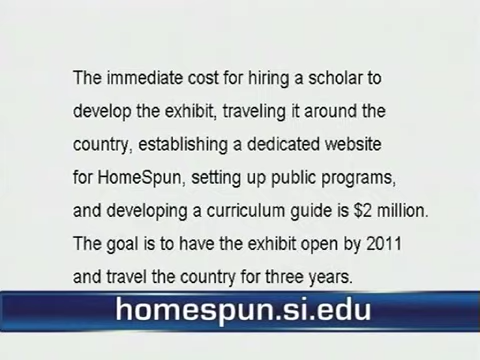 The immediate cost for hiring a scholar to
develop the exhibit, traveling it around the
country, establishing a dedicated website
for HomeSpun, setting up public programs,
and developing a curriculum guide is $2 million.
The goal is to have the exhibit open by 2011
and travel the country for three years.
homespun.si.edu